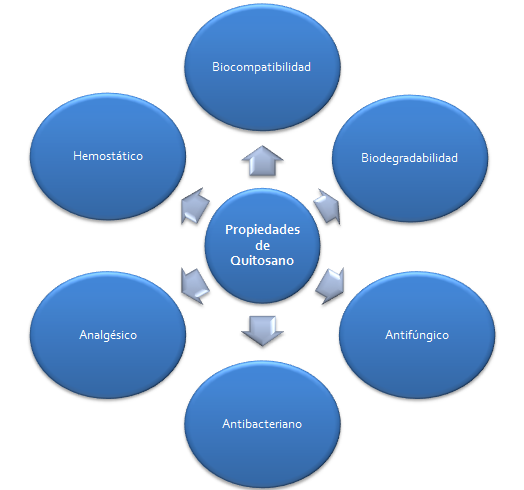 Biocompatibilidad
Hemostático
Biodegradabilidad
Propiedades
de
Quitosano
Analgésico
Antifúngico
Antibacteriano